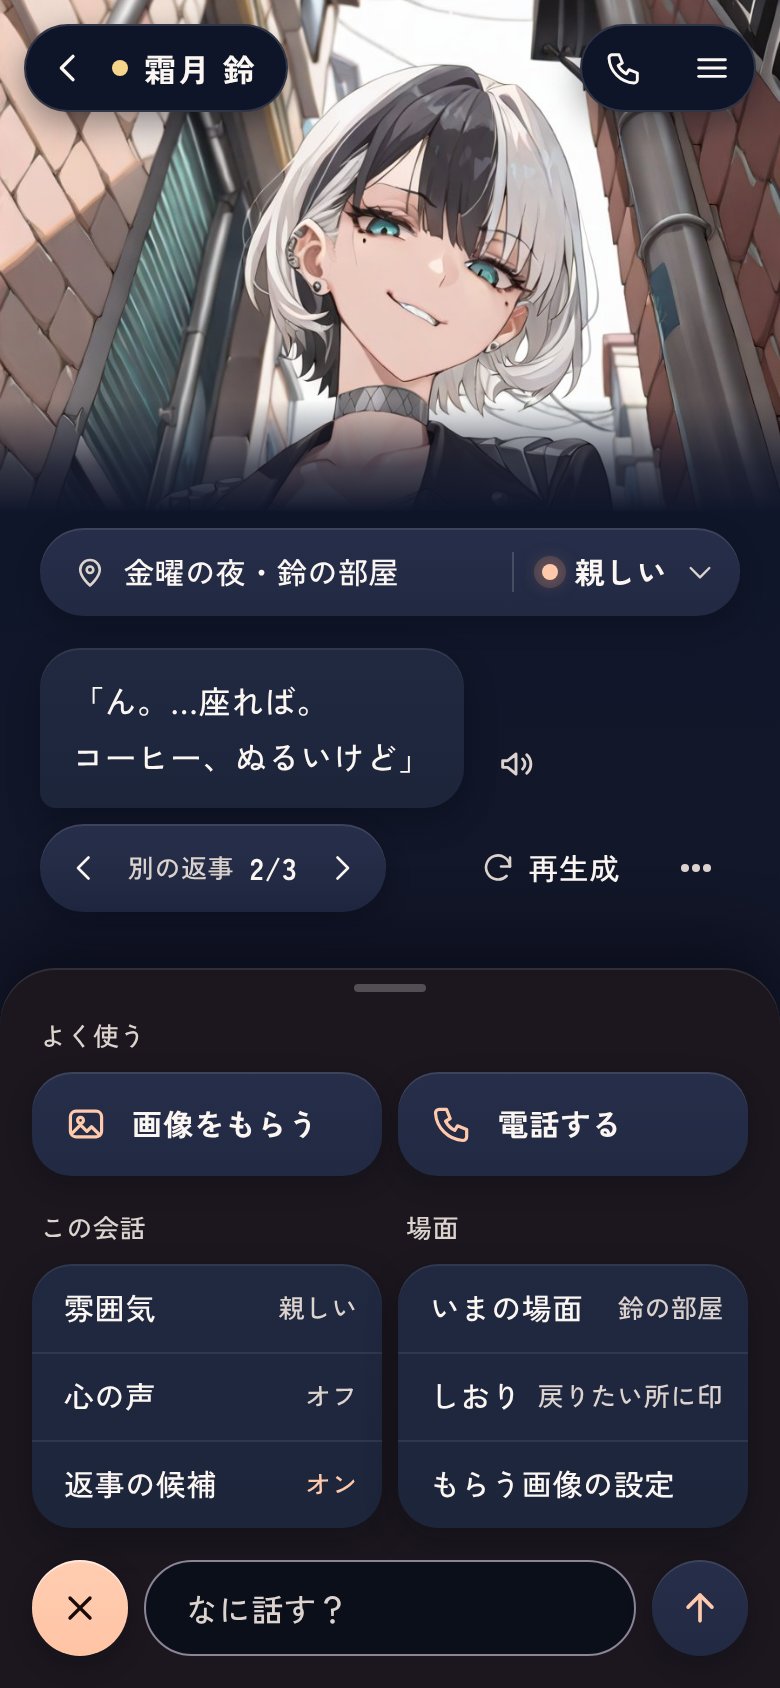 霜月 鈴
金曜の夜・鈴の部屋
親しい
「ん。…座れば。
コーヒー、ぬるいけど」
別の返事 2/3
再生成
よく使う
画像をもらう
電話する
この会話
場面
雰囲気 親しい
いまの場面 鈴の部屋
心の声 オフ
しおり 戻りたい所に印
返事の候補 オン
もらう画像の設定
なに話す？